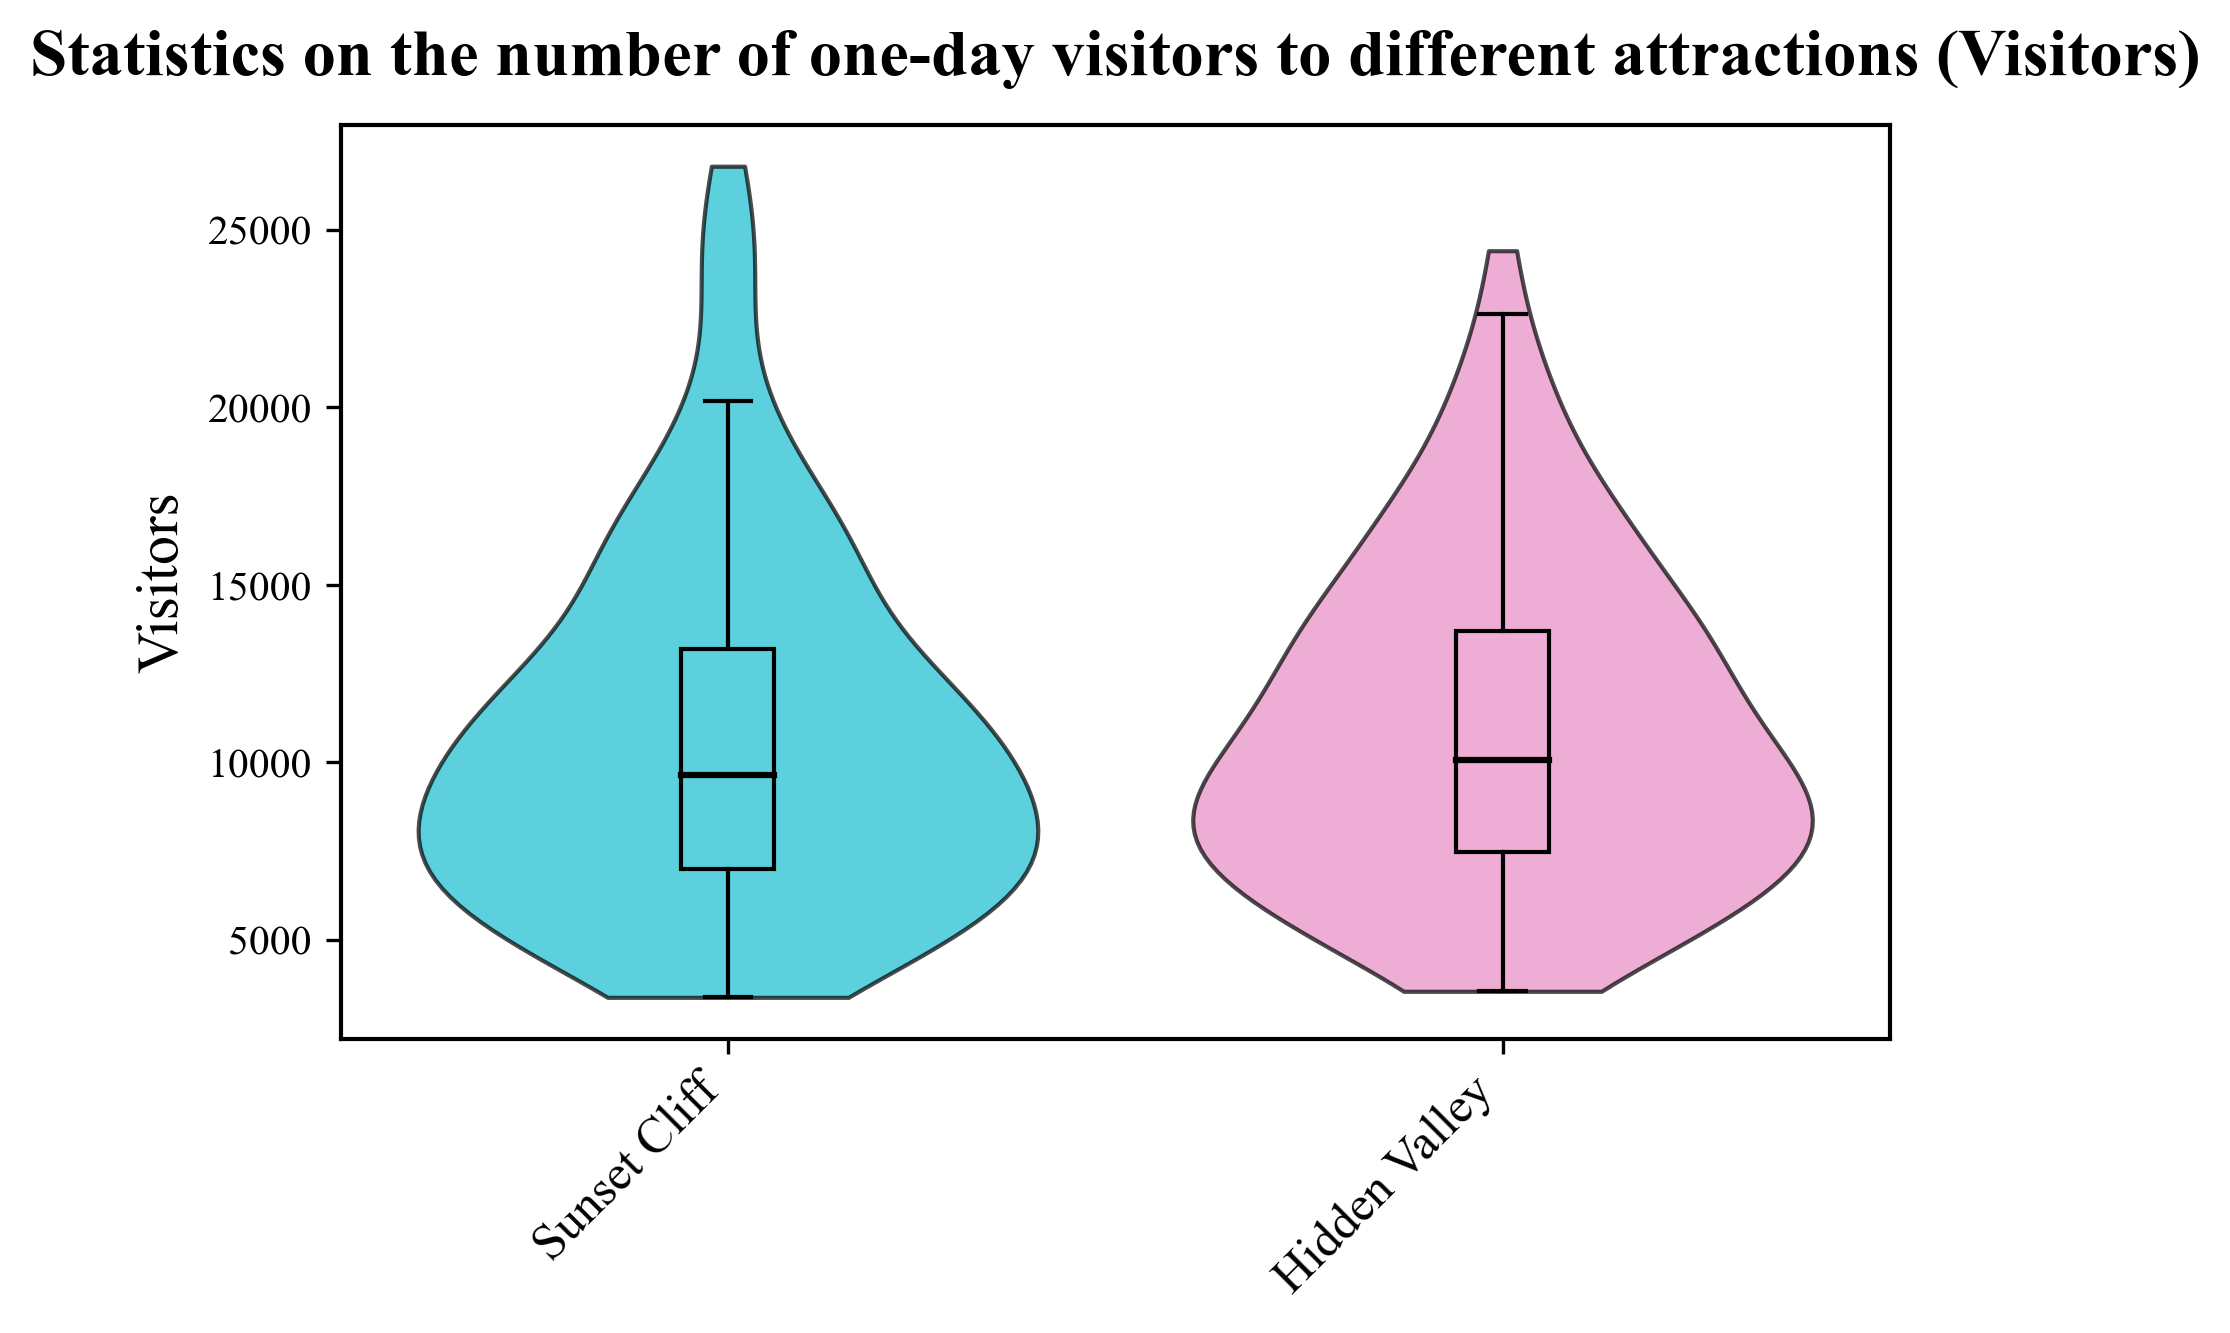 Statistics on the number of one-day visitors to different attractions (Visitors)
Visitors
25000
20000
15000
10000
5000
Sunset Cliff
Hidden Valley